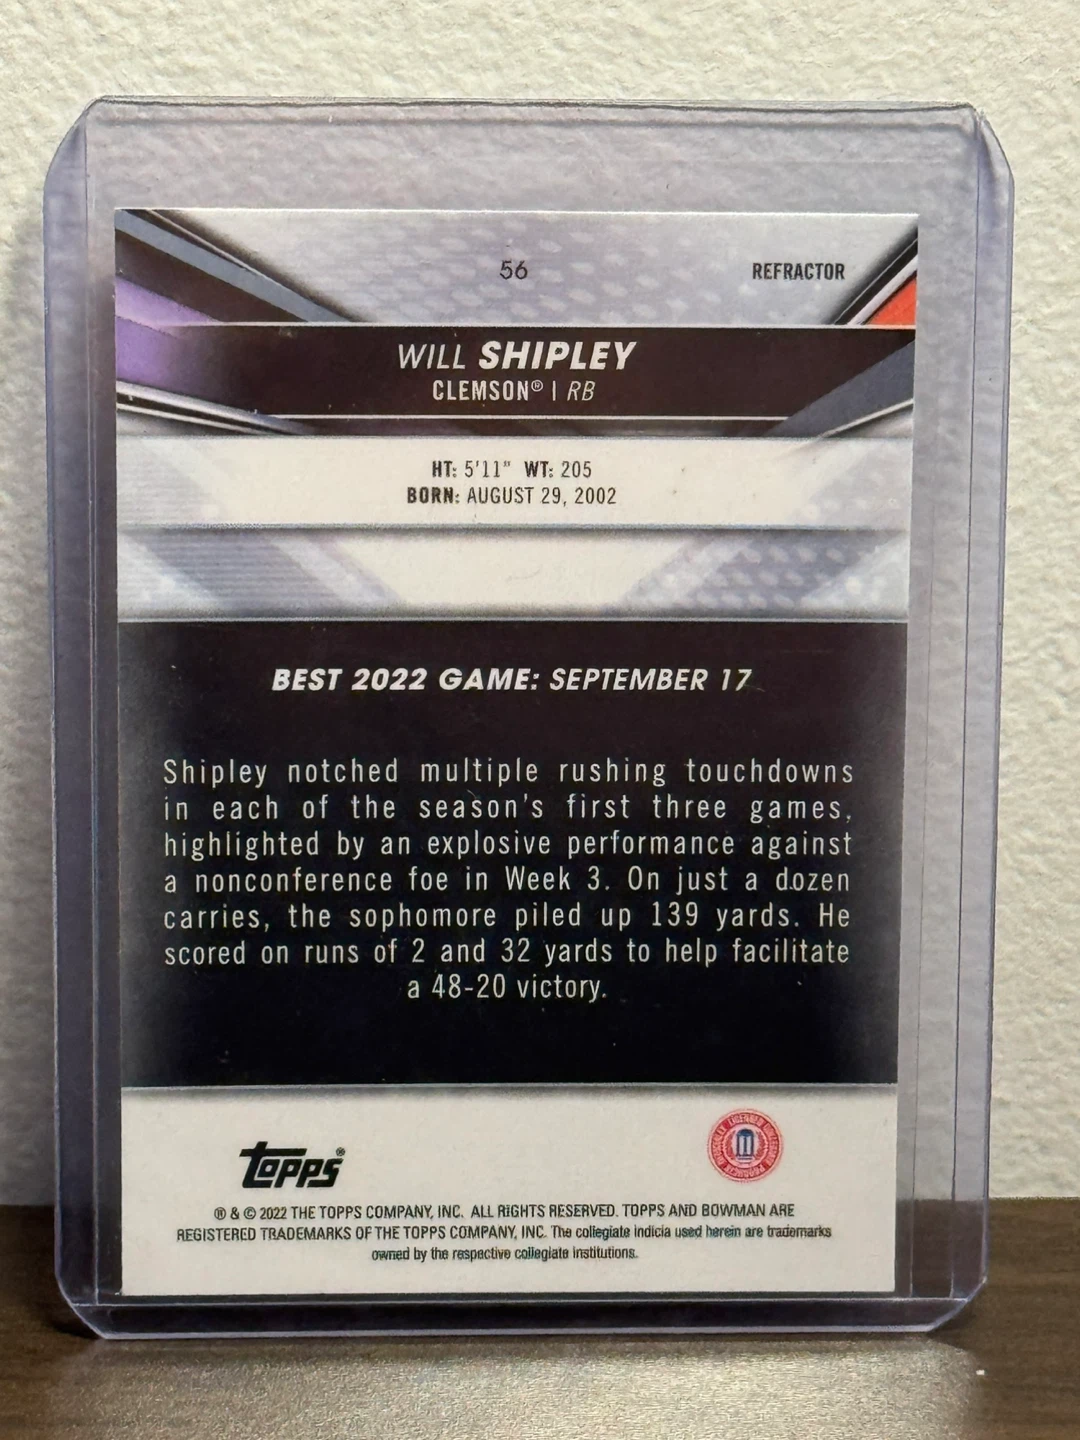 56
REFRACTOR
WILL SHIPLEY
CLEMSON® | RB
HT: 5'11" WT: 205
BORN: AUGUST 29, 2002
BEST 2022 GAME: SEPTEMBER 17
Shipley notched multiple rushing touchdowns
in each of the season's first three games,
highlighted by an explosive performance against
a nonconference foe in Week 3. On just a dozen
carries, the sophomore piled up 139 yards. He
scored on runs of 2 and 32 yards to help facilitate
a 48-20 victory.
topps®
® & © 2022 THE TOPPS COMPANY, INC. ALL RIGHTS RESERVED. TOPPS AND BOWMAN ARE
REGISTERED TRADEMARKS OF THE TOPPS COMPANY, INC. The collegiate indicia used herein are trademarks
owned by the respective collegiate institutions.